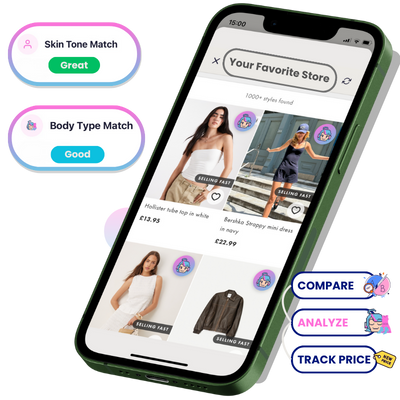 Skin Tone Match
Great
Body Type Match
Good
15:00
Your Favorite Store
1000+ styles found
SELLING FAST
Hollister tube top in white
£13.95
SELLING FAST
Bershka Strappy mini dress
in navy
£22.99
SELLING FAST
SELLING FAST
COMPARE
B
ANALYZE
TRACK PRICE
NEW
PRICE